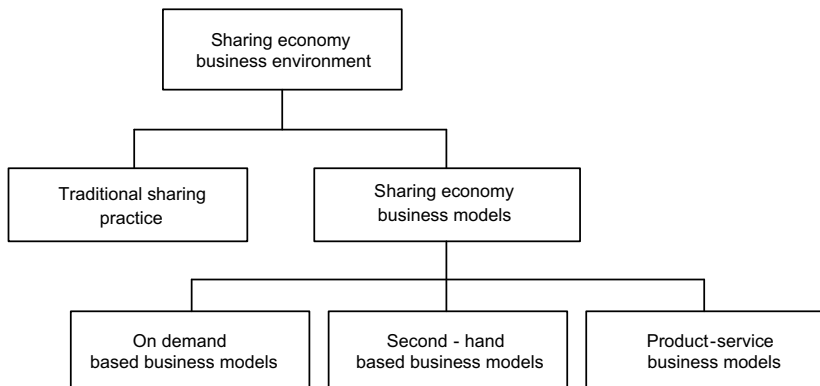 Sharing economy
business environment
Traditional sharing
practice
Sharing economy
business models
On demand
based business models
Second - hand
based business models
Product-service
business models